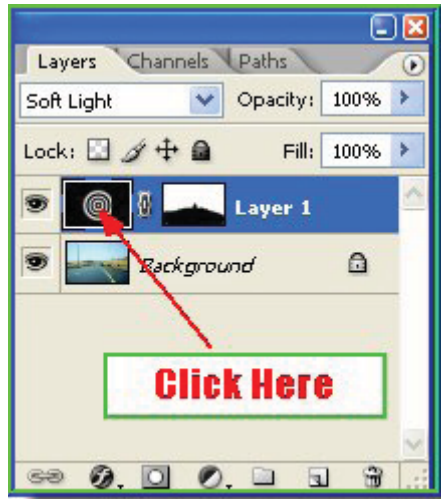 Layers Channels Paths
Soft Light Opacity: 100%
Lock: Fill: 100%
Layer 1
Background
Click Here